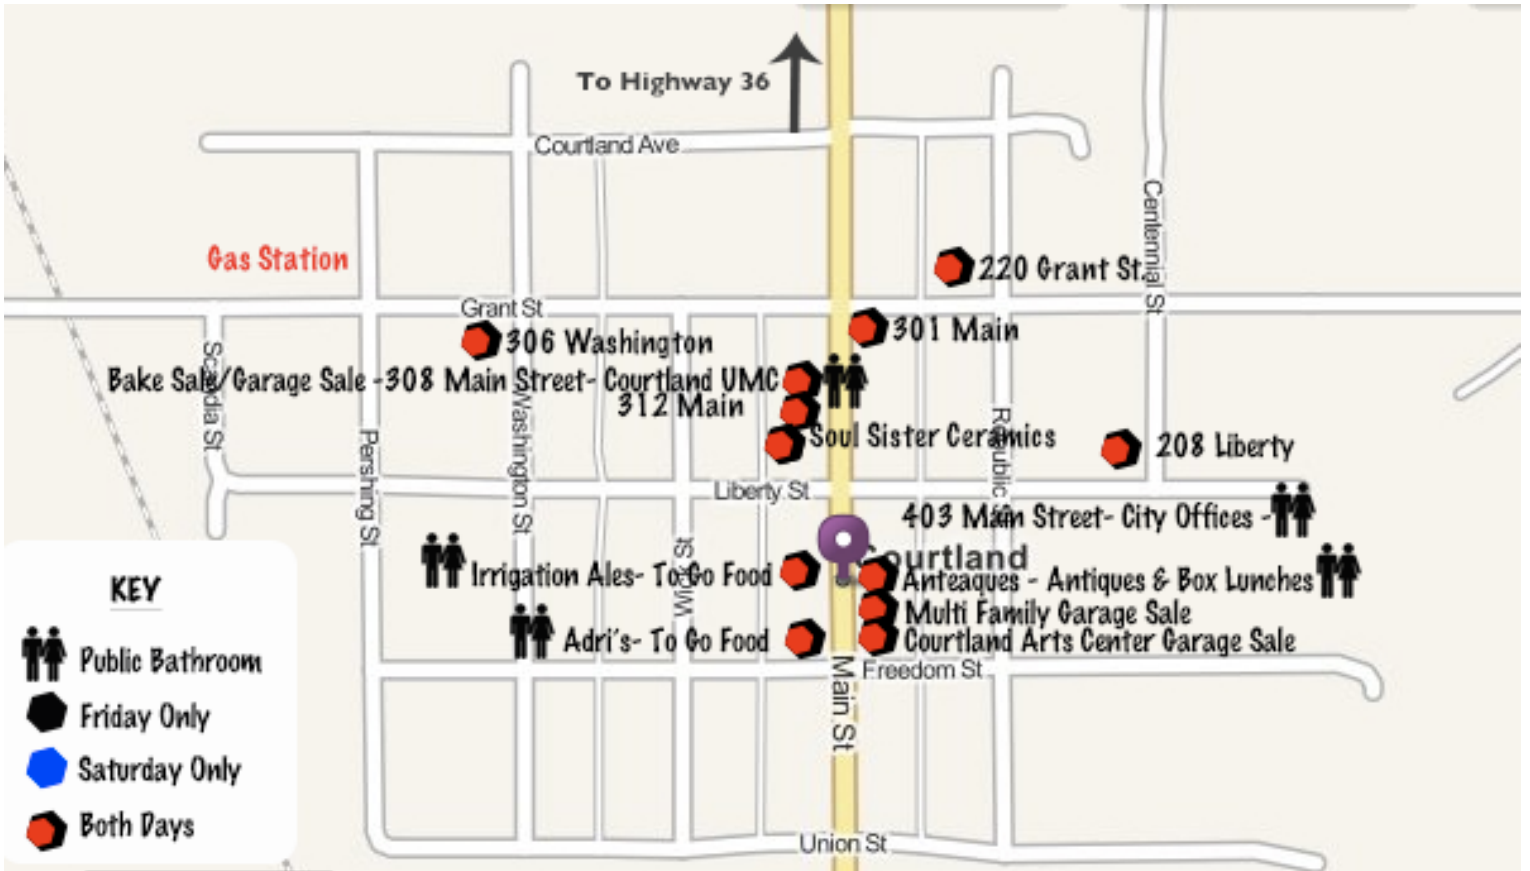 To Highway 36
Courtland Ave
Centennial St
Gas Station
220 Grant St.
Grant St
301 Main
306 Washington
Bake Sale/Garage Sale -308 Main Street- Courtland UMC
312 Main
Soul Sister Ceramics
208 Liberty
Scandia St
Washington St
Pershing St
Republic St
Liberty St
403 Main Street- City Offices -
Courtland
Irrigation Ales- To Go Food
Anteaques - Antiques & Box Lunches
Multi Family Garage Sale
Adri's- To Go Food
Courtland Arts Center Garage Sale
Freedom St
Main St
Union St
KEY
Public Bathroom
Friday Only
Saturday Only
Both Days